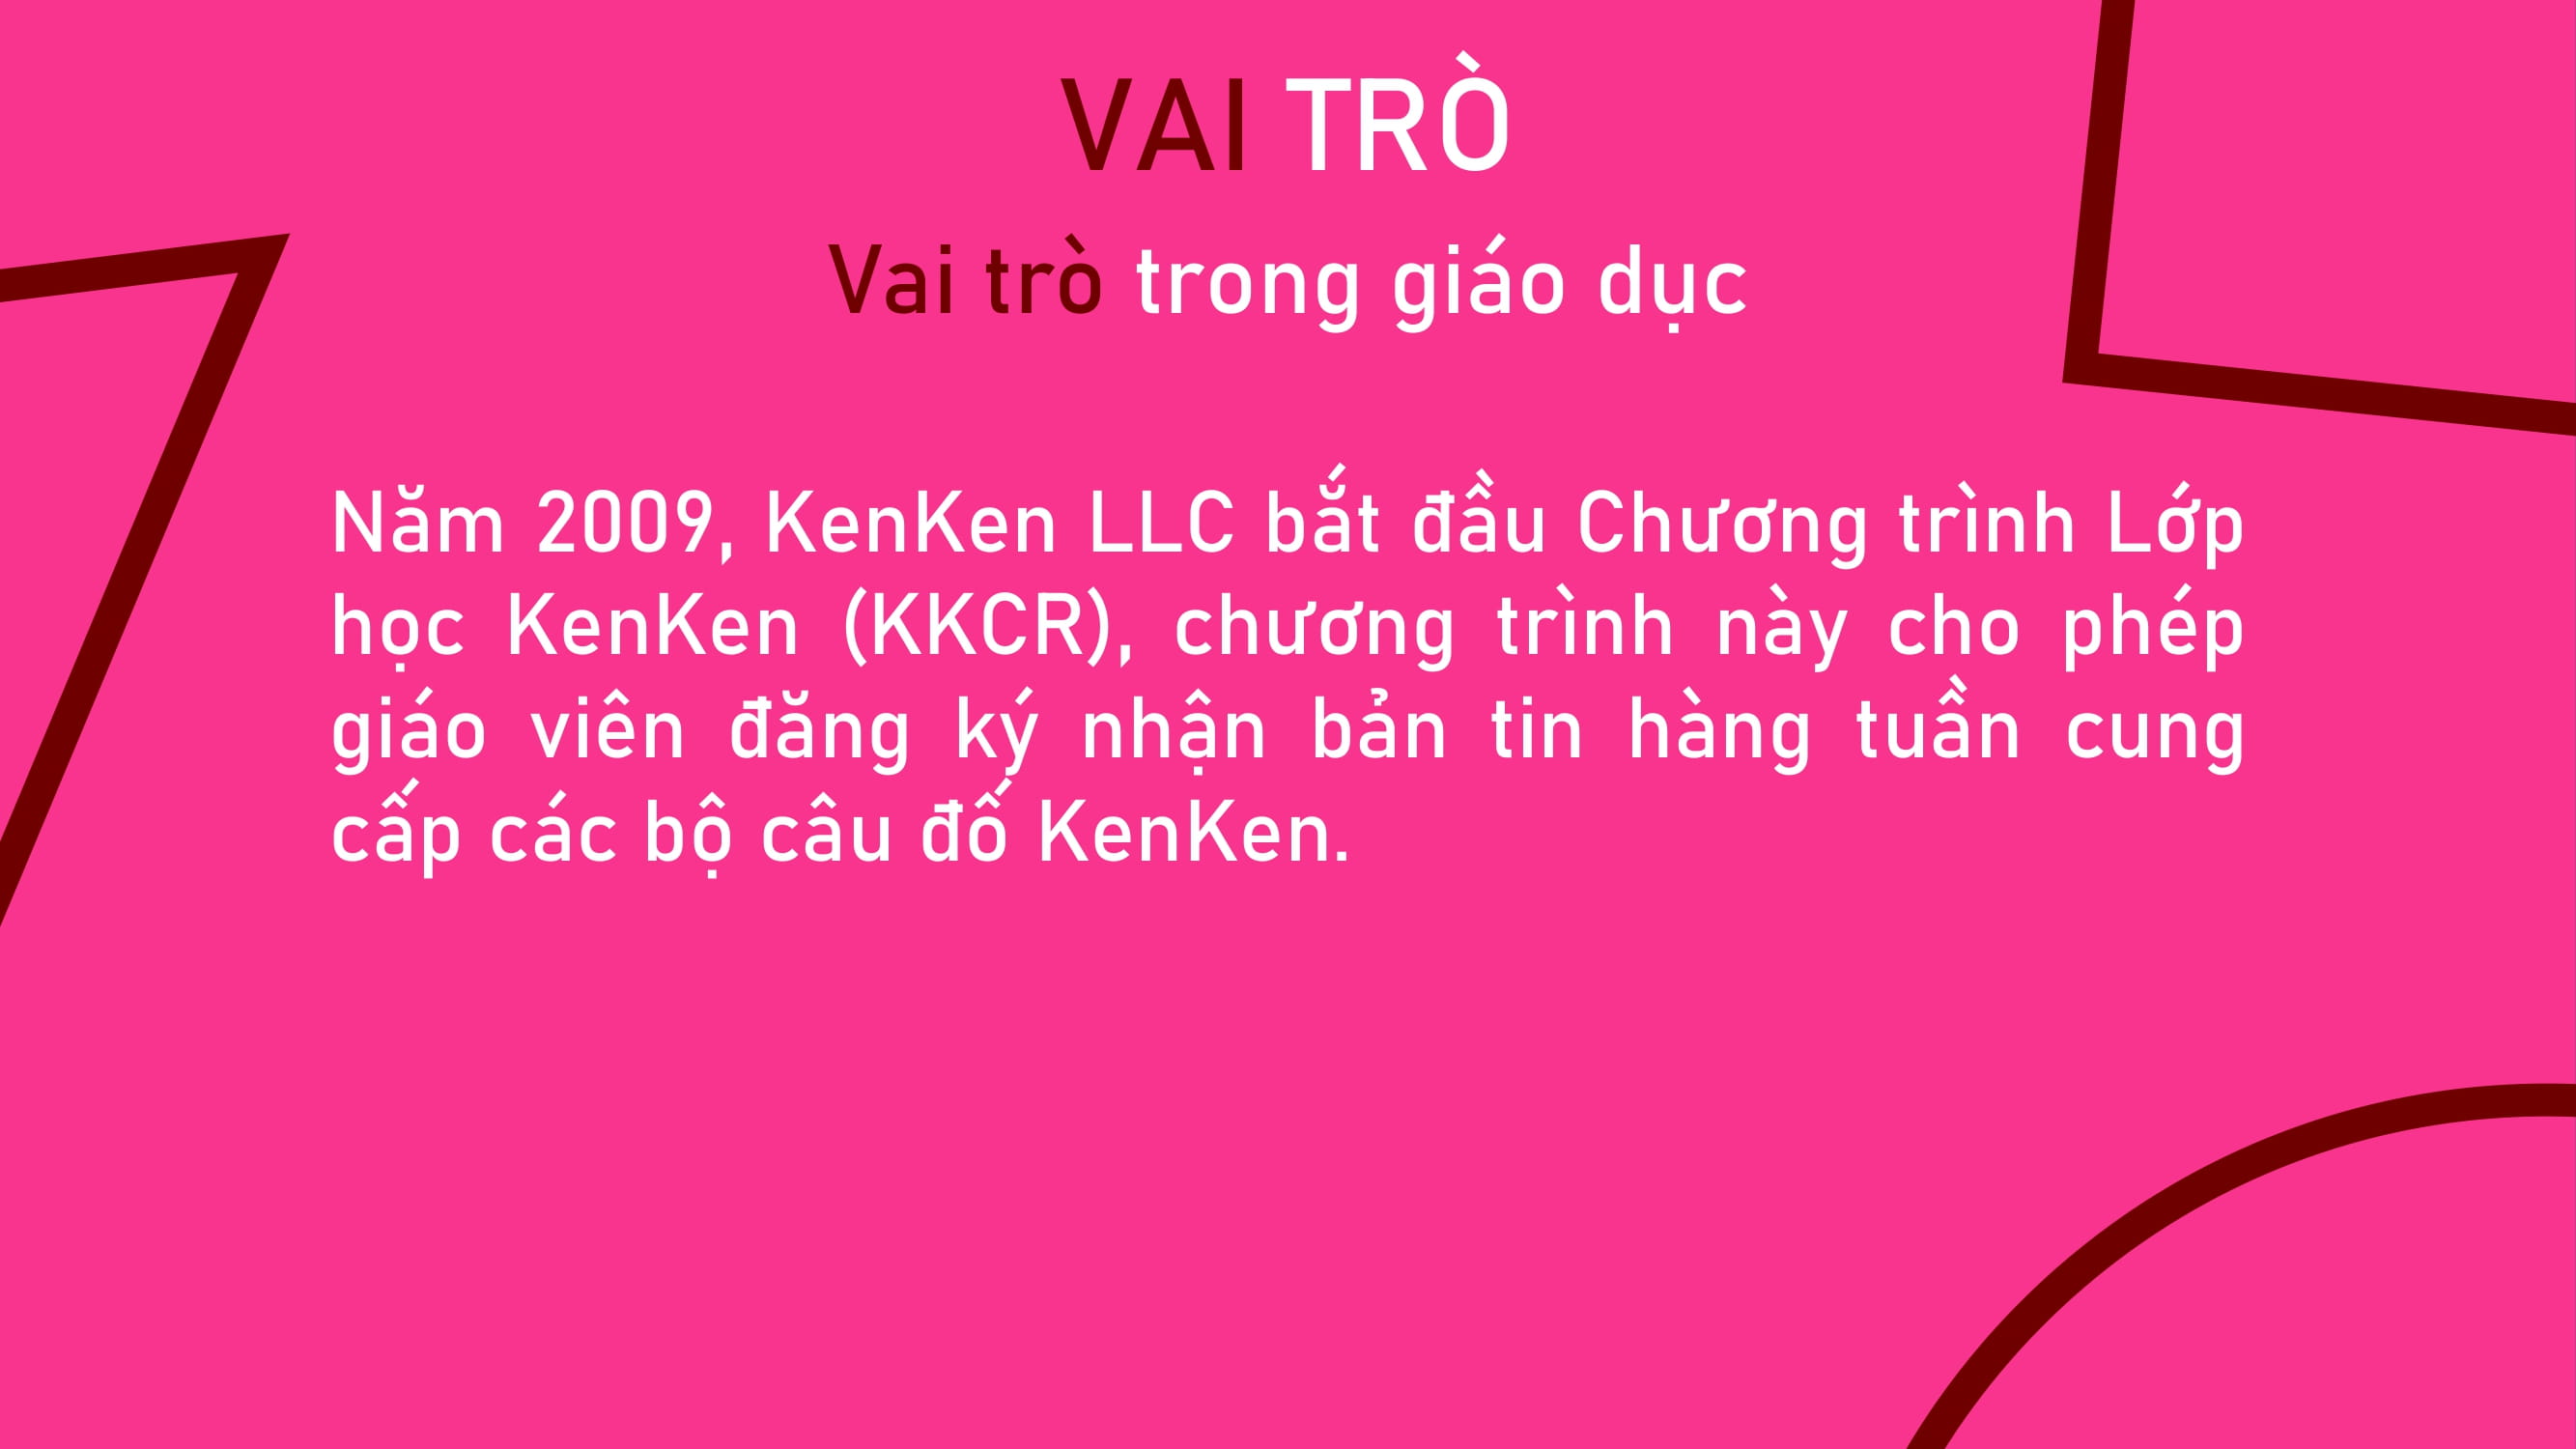 VAI TRÒ
Vai trò trong giáo dục
Năm 2009, KenKen LLC bắt đầu Chương trình Lớp
học KenKen (KKCR), chương trình này cho phép
giáo viên đăng ký nhận bản tin hàng tuần cung
cấp các bộ câu đố KenKen.